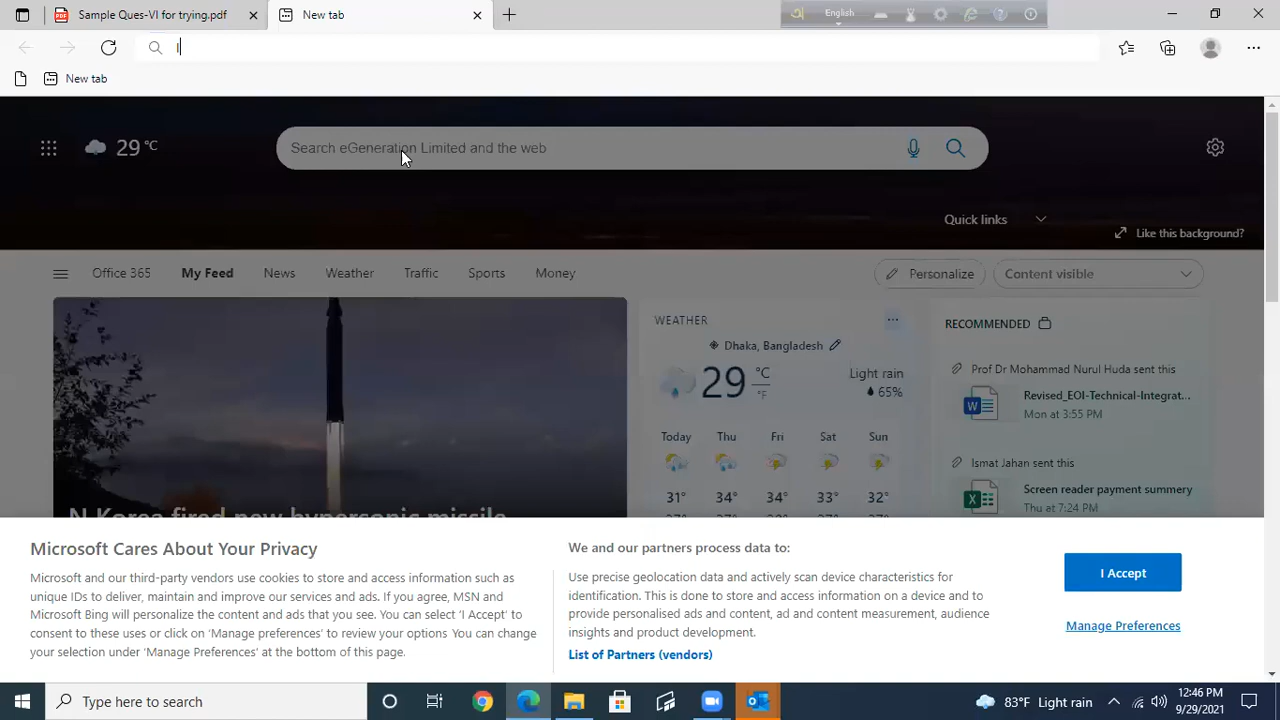 Sample Ques-VI for trying.pdf
New tab
English
New tab
29 °C
Search eGeneration Limited and the web
Quick links
Like this background?
Office 365 My Feed News Weather Traffic Sports Money
Personalize
Content visible
N Korea fired new hypersonic missile
WEATHER
Dhaka, Bangladesh
29 °C °F
Light rain
65%
Today Thu Fri Sat Sun
31° 34° 34° 33° 32°
RECOMMENDED
Prof Dr Mohammad Nurul Huda sent this
Revised_EOI-Technical-Integrat...
Mon at 3:55 PM
Ismat Jahan sent this
Screen reader payment summery
Thu at 7:24 PM
Microsoft Cares About Your Privacy
Microsoft and our third-party vendors use cookies to store and access information such as
unique IDs to deliver, maintain and improve our services and ads. If you agree, MSN and
Microsoft Bing will personalize the content and ads that you see. You can select 'I Accept' to
consent to these uses or click on 'Manage preferences' to review your options You can change
your selection under 'Manage Preferences' at the bottom of this page.
We and our partners process data to:
Use precise geolocation data and actively scan device characteristics for
identification. This is done to store and access information on a device and to
provide personalised ads and content, ad and content measurement, audience
insights and product development.
List of Partners (vendors)
I Accept
Manage Preferences
Type here to search
83°F Light rain
12:46 PM
9/29/2021